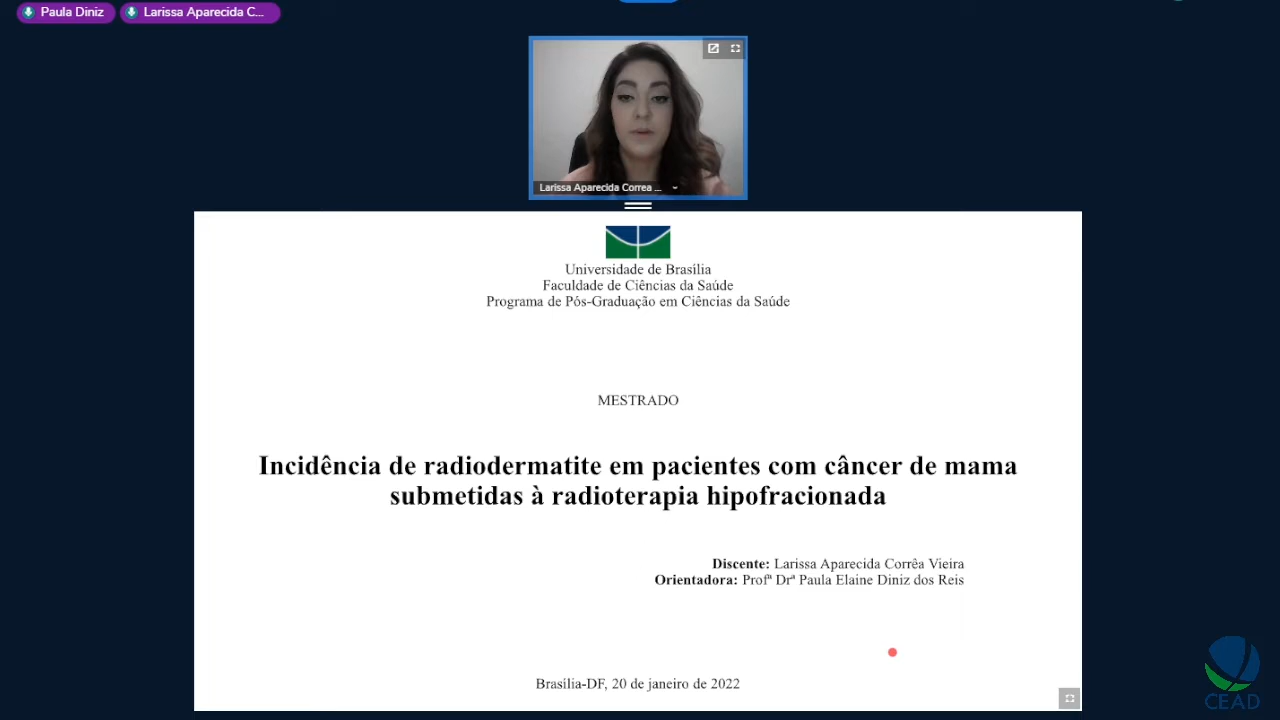 Paula Diniz
Larissa Aparecida C...
Larissa Aparecida Correa ...
Universidade de Brasília
Faculdade de Ciências da Saúde
Programa de Pós-Graduação em Ciências da Saúde
MESTRADO
Incidência de radiodermatite em pacientes com câncer de mama
submetidas à radioterapia hipofracionada
Discente: Larissa Aparecida Corrêa Vieira
Orientadora: Profª Drª Paula Elaine Diniz dos Reis
Brasília-DF, 20 de janeiro de 2022
CEAD